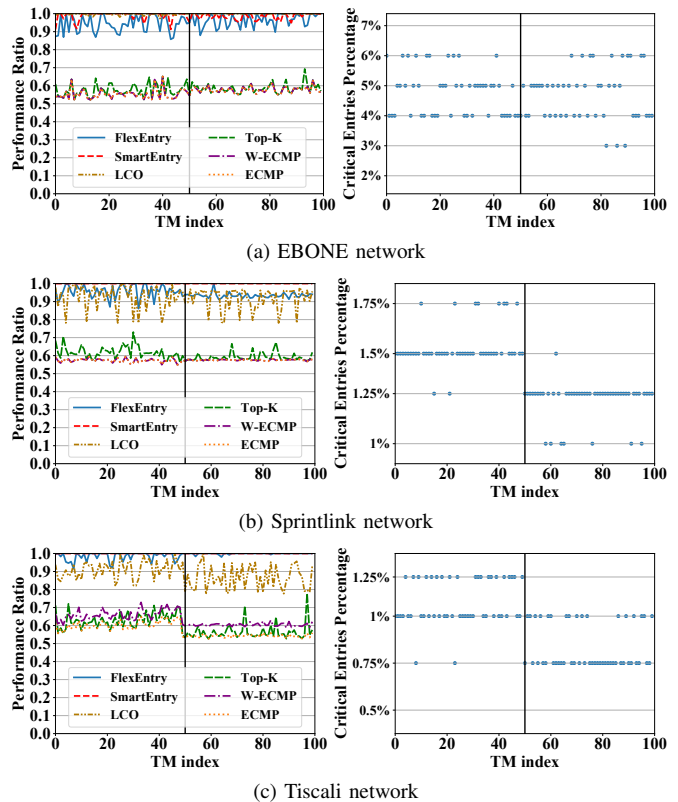 1.0
0.9
0.8
0.7
0.6
0.5
0.4
0.3
0.2
0.1
0.0
Performance Ratio
FlexEntry
SmartEntry
LCO
Top-K
W-ECMP
ECMP
0 20 40 60 80 100
TM index
7%
6%
5%
4%
3%
2%
Critical Entries Percentage
0 20 40 60 80 100
TM index
(a) EBONE network
1.0
0.9
0.8
0.7
0.6
0.5
0.4
0.3
0.2
0.1
0.0
Performance Ratio
FlexEntry
SmartEntry
LCO
Top-K
W-ECMP
ECMP
0 20 40 60 80 100
TM index
1.75%
1.5%
1.25%
1%
Critical Entries Percentage
0 20 40 60 80 100
TM index
(b) Sprintlink network
1.0
0.9
0.8
0.7
0.6
0.5
0.4
0.3
0.2
0.1
0.0
Performance Ratio
FlexEntry
SmartEntry
LCO
Top-K
W-ECMP
ECMP
0 20 40 60 80 100
TM index
1.25%
1%
0.75%
0.5%
Critical Entries Percentage
0 20 40 60 80 100
TM index
(c) Tiscali network